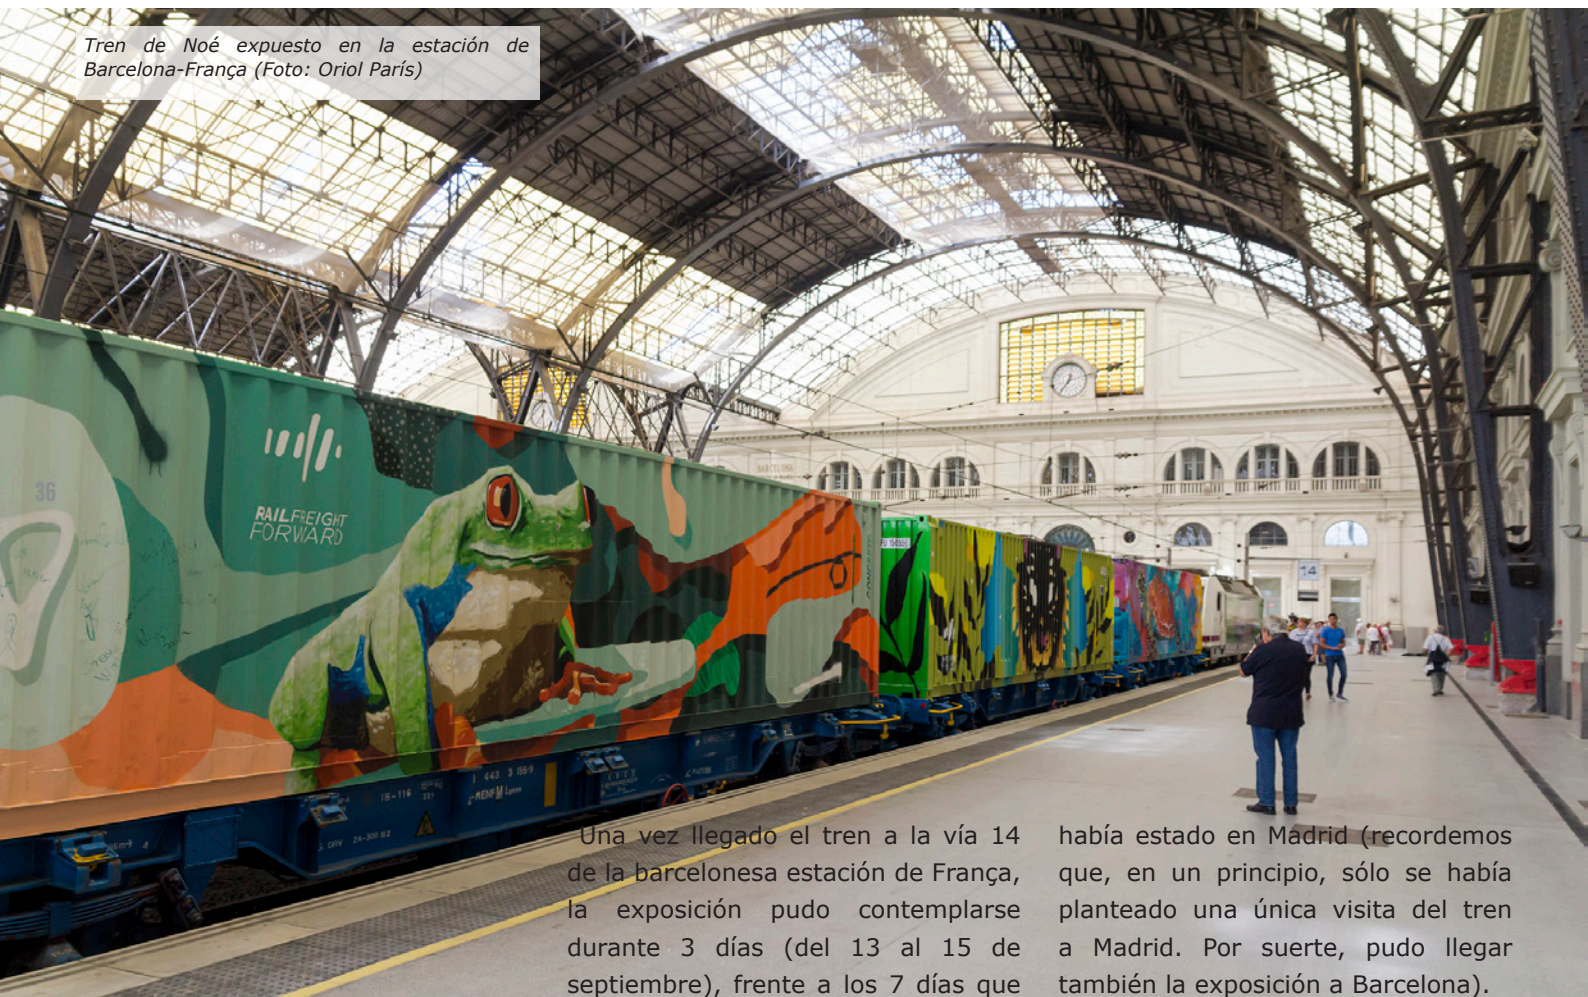 Tren de Noé expuesto en la estación de
Barcelona-França (Foto: Oriol París)
36
RAILFREIGHT
FORWARD
14
Una vez llegado el tren a la vía 14
de la barcelonesa estación de França,
la exposición pudo contemplarse
durante 3 días (del 13 al 15 de
septiembre), frente a los 7 días que
había estado en Madrid (recordemos
que, en un principio, sólo se había
planteado una única visita del tren
a Madrid. Por suerte, pudo llegar
también la exposición a Barcelona).